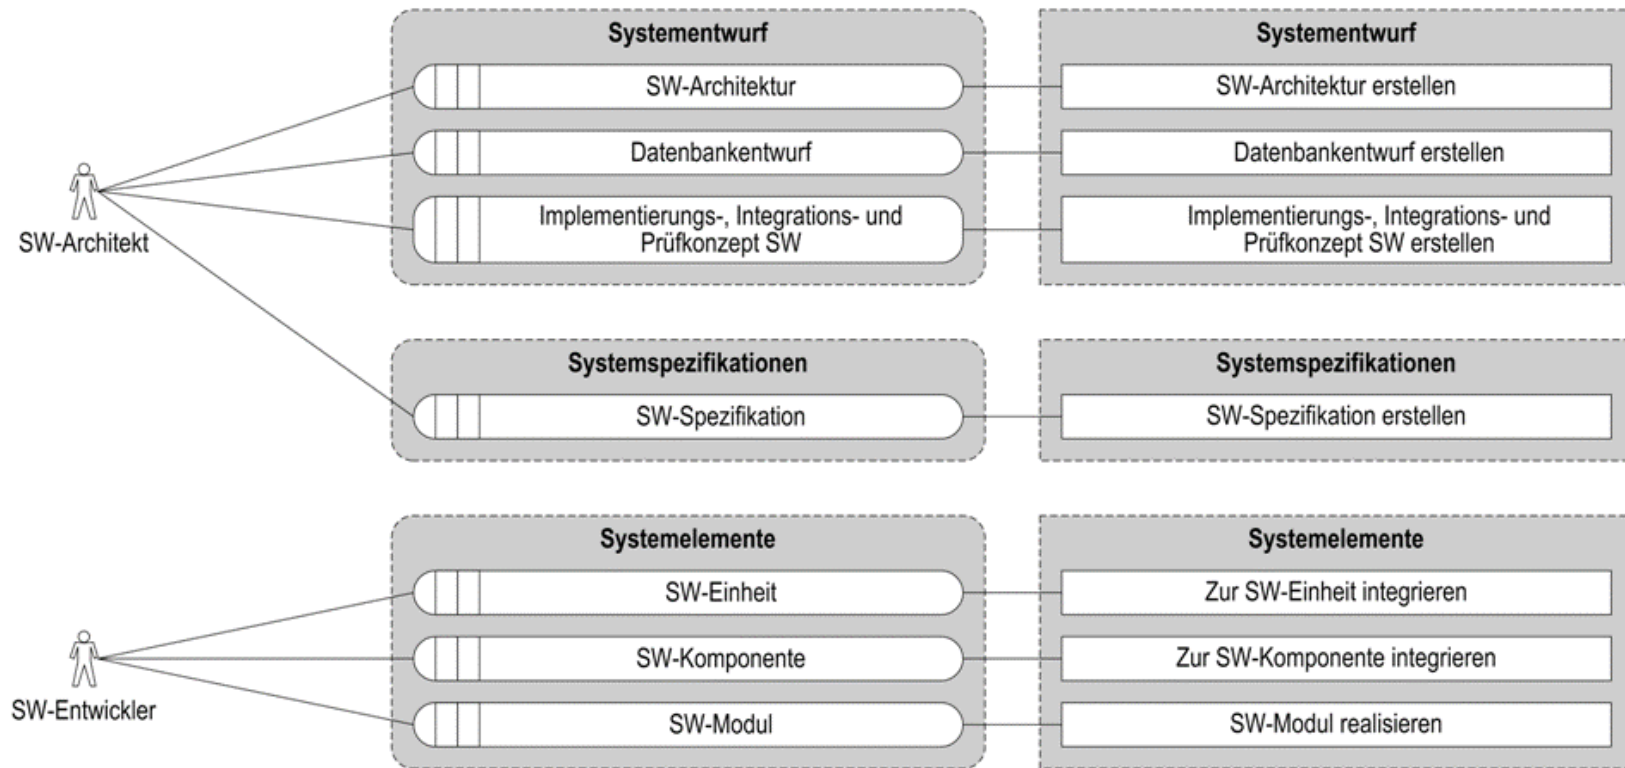 Systementwurf
Systementwurf
SW-Architektur
SW-Architektur erstellen
Datenbankentwurf
Datenbankentwurf erstellen
Implementierungs-, Integrations- und
Prüfkonzept SW
Implementierungs-, Integrations- und
Prüfkonzept SW erstellen
SW-Architekt
Systemspezifikationen
Systemspezifikationen
SW-Spezifikation
SW-Spezifikation erstellen
Systemelemente
Systemelemente
SW-Einheit
Zur SW-Einheit integrieren
SW-Komponente
Zur SW-Komponente integrieren
SW-Entwickler
SW-Modul
SW-Modul realisieren